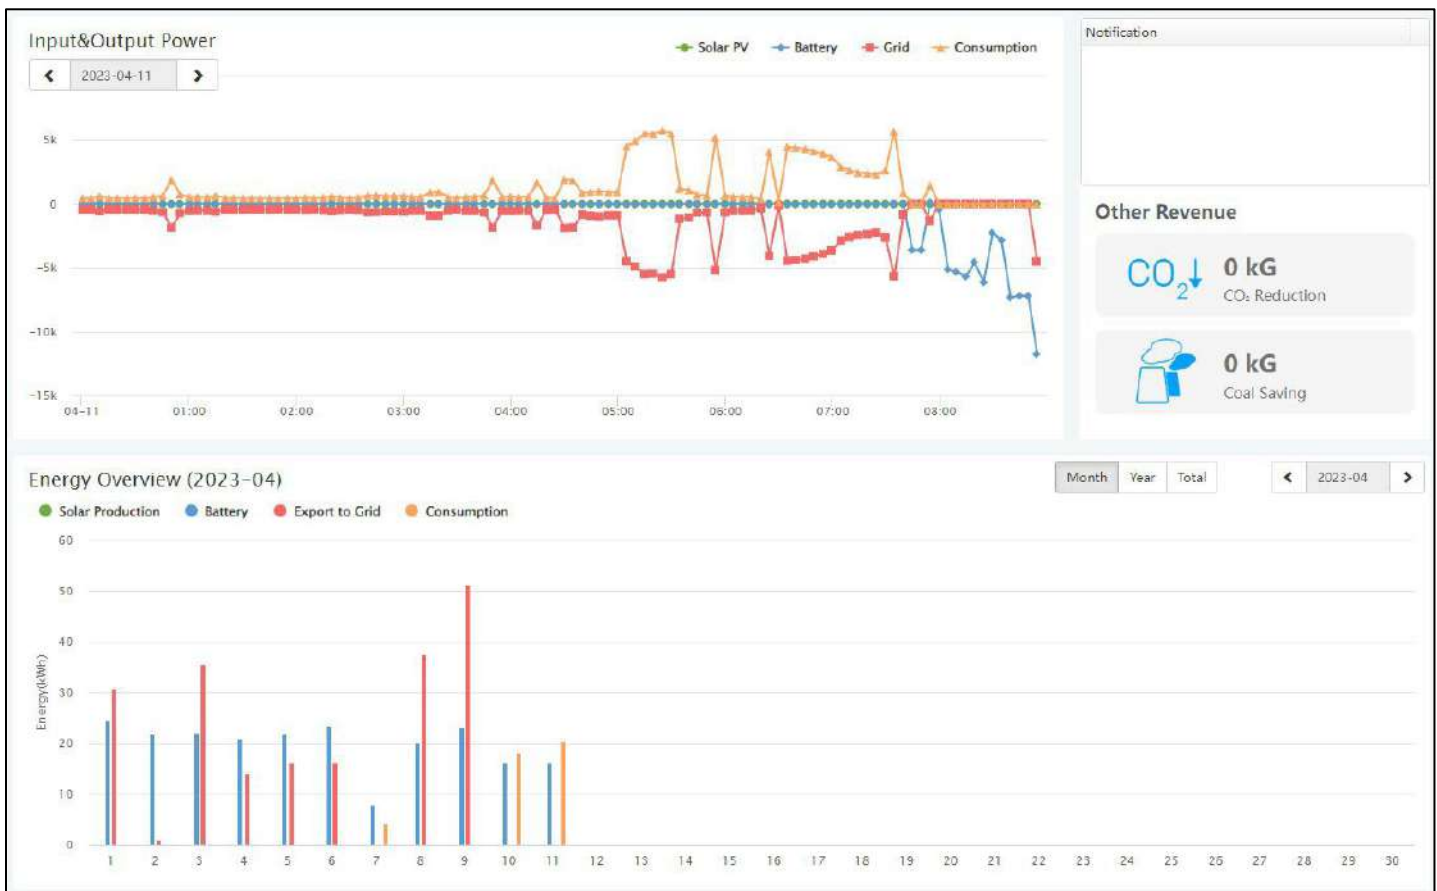 Input&Output Power
2023-04-11
Solar PV
Battery
Grid
Consumption
5k
0
-5k
-10k
-15k
04-11
01:00
02:00
03:00
04:00
05:00
06:00
07:00
08:00
Notification
Other Revenue
CO2
0 kG
CO₂ Reduction
0 kG
Coal Saving
Energy Overview (2023-04)
Month Year Total
2023-04
Solar Production
Battery
Export to Grid
Consumption
Energy(kWh)
60
50
40
30
20
10
0
1 2 3 4 5 6 7 8 9 10 11 12 13 14 15 16 17 18 19 20 21 22 23 24 25 26 27 28 29 30